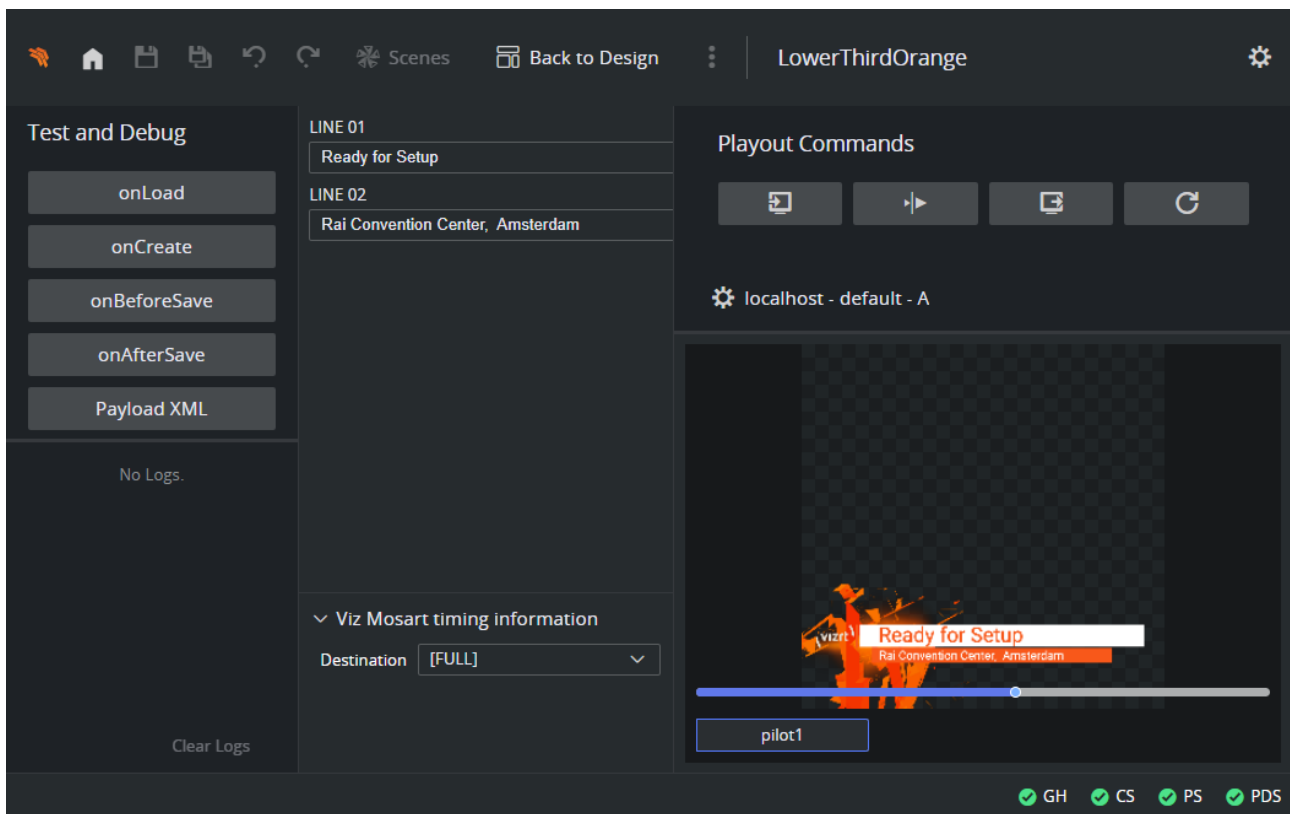 Scenes
Back to Design
LowerThirdOrange
Test and Debug
onLoad
onCreate
onBeforeSave
onAfterSave
Payload XML
No Logs.
Clear Logs
LINE 01
Ready for Setup
LINE 02
Rai Convention Center, Amsterdam
Viz Mosart timing information
Destination [FULL]
Playout Commands
localhost - default - A
vizrt
Ready for Setup
Rai Convention Center, Amsterdam
pilot1
GH CS PS PDS